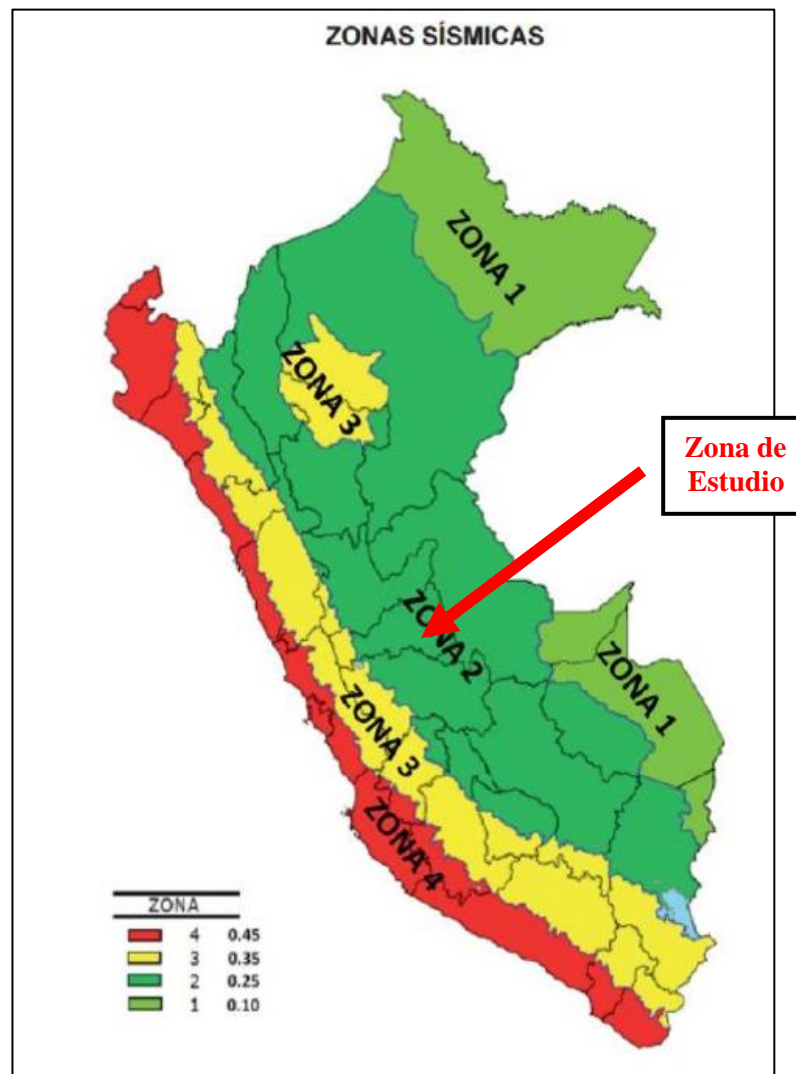 ZONAS SÍSMICAS
ZONA 1
ZONA 3
Zona de
Estudio
ZONA 2
ZONA 1
ZONA 3
ZONA 4
ZONA
4 0.45
3 0.35
2 0.25
1 0.10